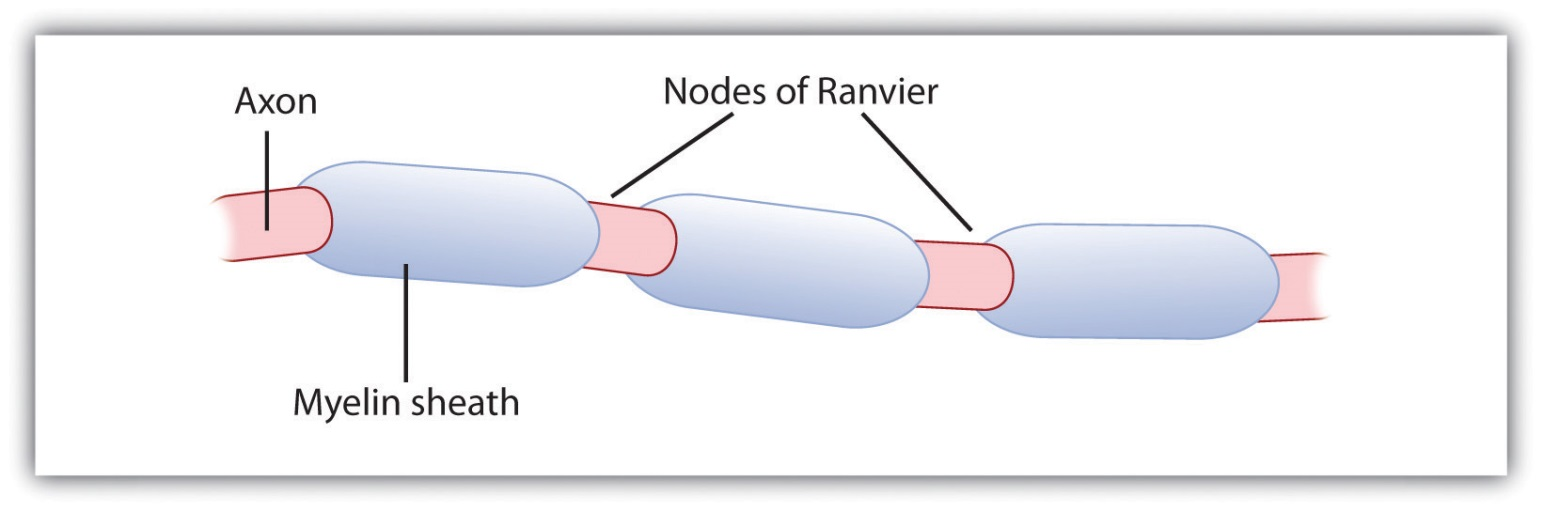 Axon
Nodes of Ranvier
Myelin sheath